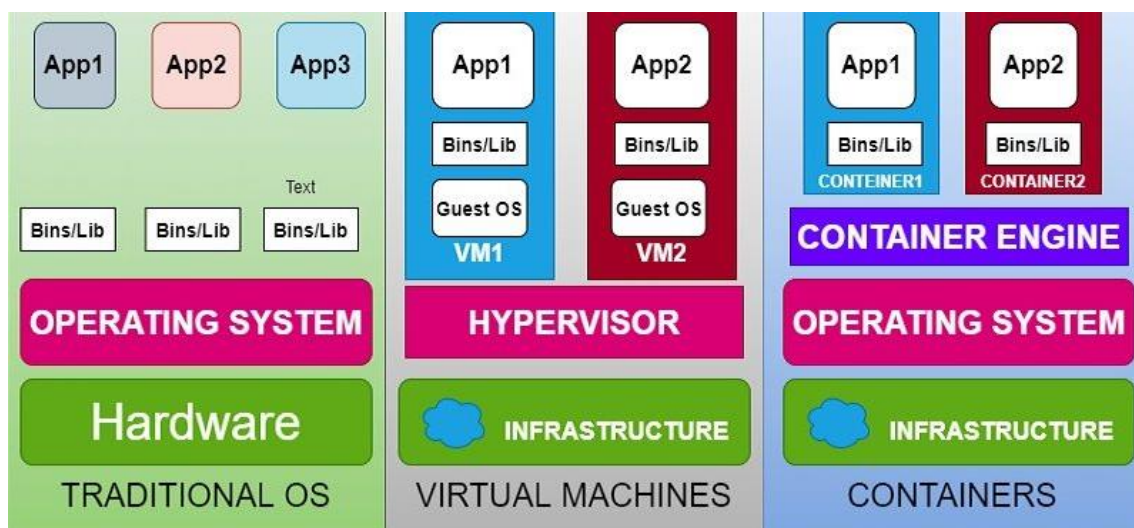 App1
App2
App3
Text
Bins/Lib
Bins/Lib
Bins/Lib
OPERATING SYSTEM
Hardware
TRADITIONAL OS
App1
App2
Bins/Lib
Bins/Lib
Guest OS
Guest OS
VM1
VM2
HYPERVISOR
INFRASTRUCTURE
VIRTUAL MACHINES
App1
App2
Bins/Lib
Bins/Lib
CONTEINER1
CONTAINER2
CONTAINER ENGINE
OPERATING SYSTEM
INFRASTRUCTURE
CONTAINERS